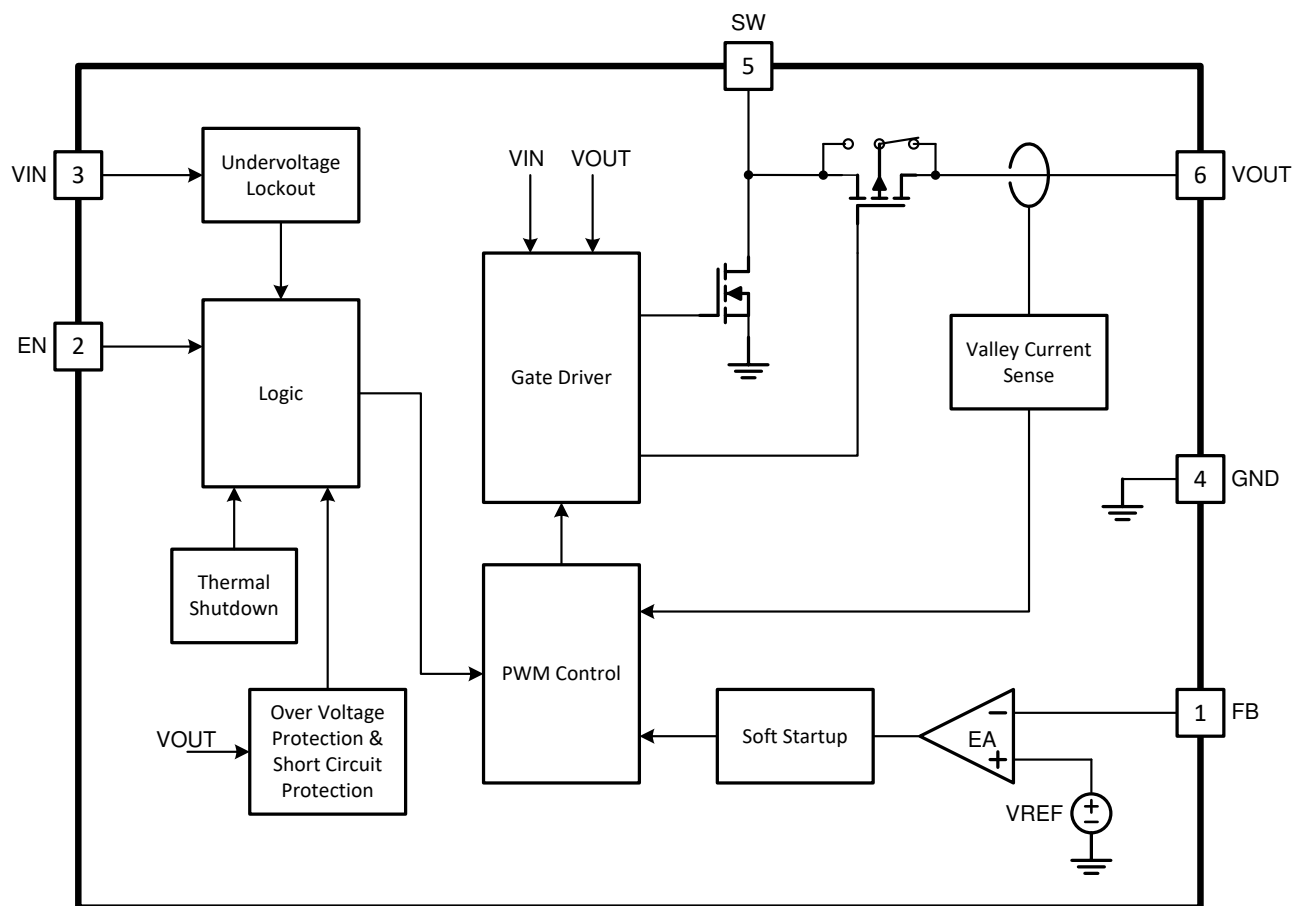 SW
5
VIN
3
Undervoltage
Lockout
VIN
VOUT
6
VOUT
EN
2
Logic
Gate Driver
Valley Current
Sense
4
GND
Thermal
Shutdown
PWM Control
Over Voltage
Protection &
Short Circuit
Protection
VOUT
Soft Startup
EA
−
+
1
FB
VREF
+
−